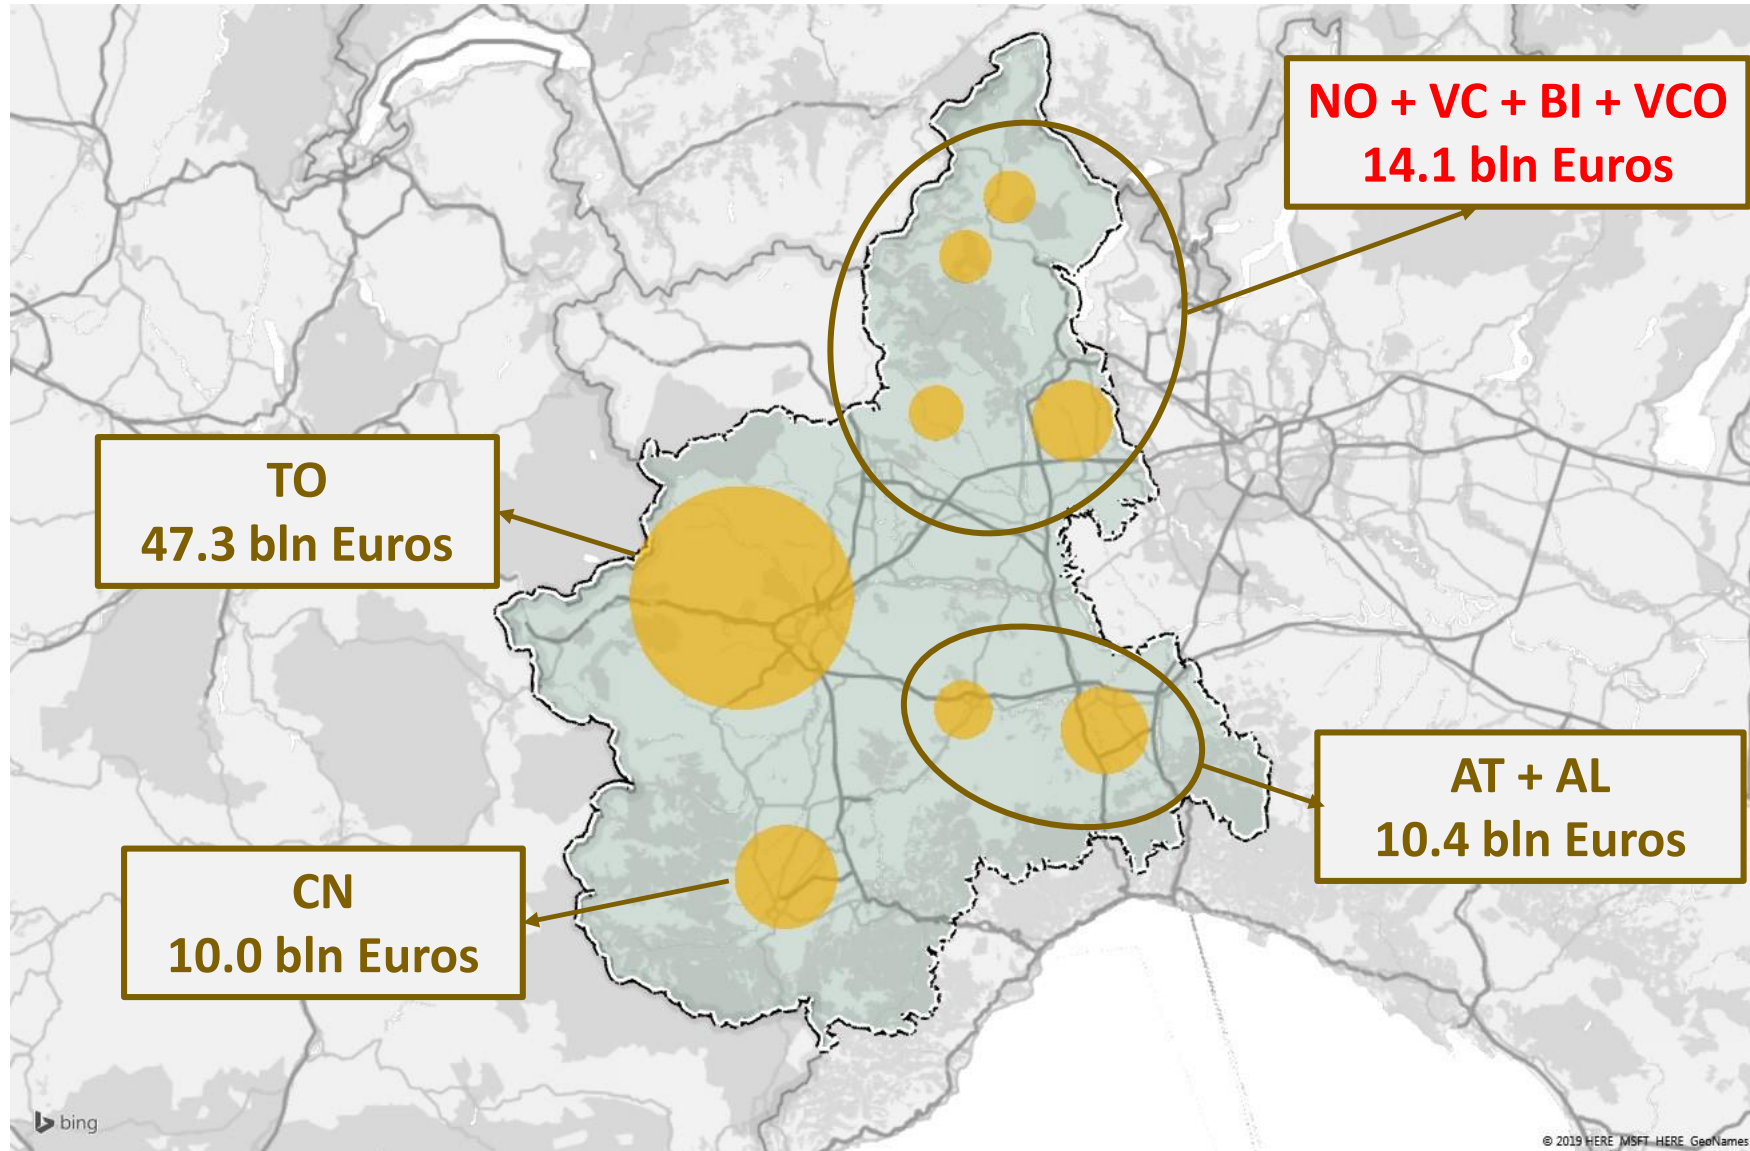 NO + VC + BI + VCO
14.1 bln Euros
TO
47.3 bln Euros
AT + AL
10.4 bln Euros
CN
10.0 bln Euros
bing
© 2019 HERE MSFT HERE GeoNames